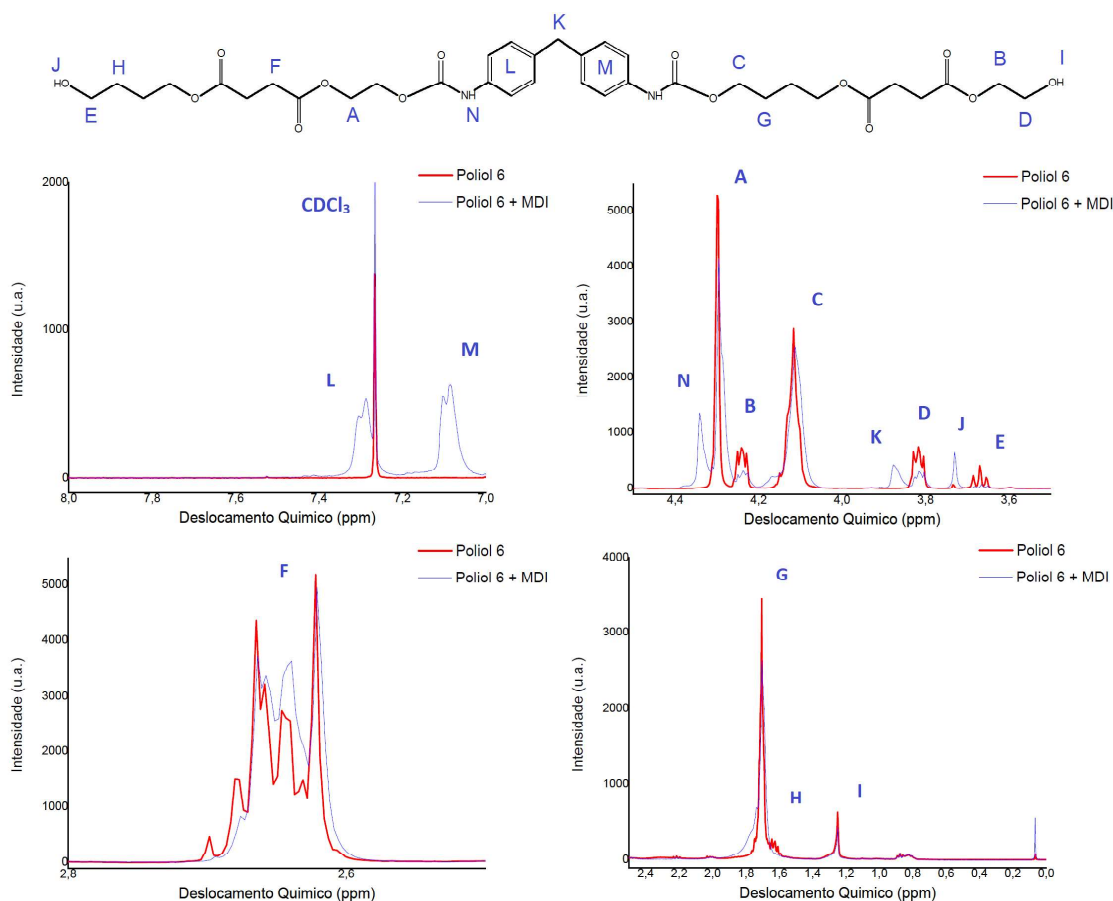 K
J H F L M C B I
HO O O O O O O NH NH O O O O O O OH
E A N G D
Poliol 6
Poliol 6 + MDI
CDCl₃
L
M
Intensidade (u.a.)
2000
1000
0
8,0 7,8 7,6 7,4 7,2 7,0
Deslocamento Quimico (ppm)
A
Poliol 6
Poliol 6 + MDI
C
N
B
K
D
J
E
ntensidade (u.a.)
5000
4000
3000
2000
1000
0
4,4 4,2 4,0 3,8 3,6
Deslocamento Quimico (ppm)
Poliol 6
Poliol 6 + MDI
F
Intensidade (u.a.)
5000
4000
3000
2000
1000
0
2,8 2,6
Deslocamento Quimico (ppm)
Poliol 6
Poliol 6 + MDI
G
H
I
Intensidade (u.a.)
4000
3000
2000
1000
0
2,4 2,2 2,0 1,8 1,6 1,4 1,2 1,0 0,8 0,6 0,4 0,2 0,0
Deslocamento Quimico (ppm)